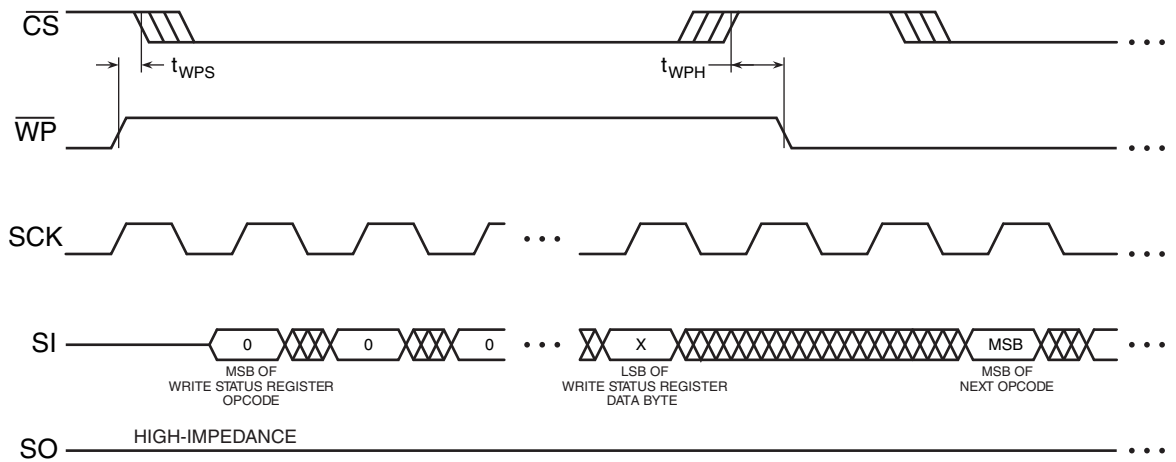 CS
tWPS
tWPH
WP
SCK
SI
0
0
0
X
MSB
MSB OF
WRITE STATUS REGISTER
OPCODE
LSB OF
WRITE STATUS REGISTER
DATA BYTE
MSB OF
NEXT OPCODE
SO
HIGH-IMPEDANCE